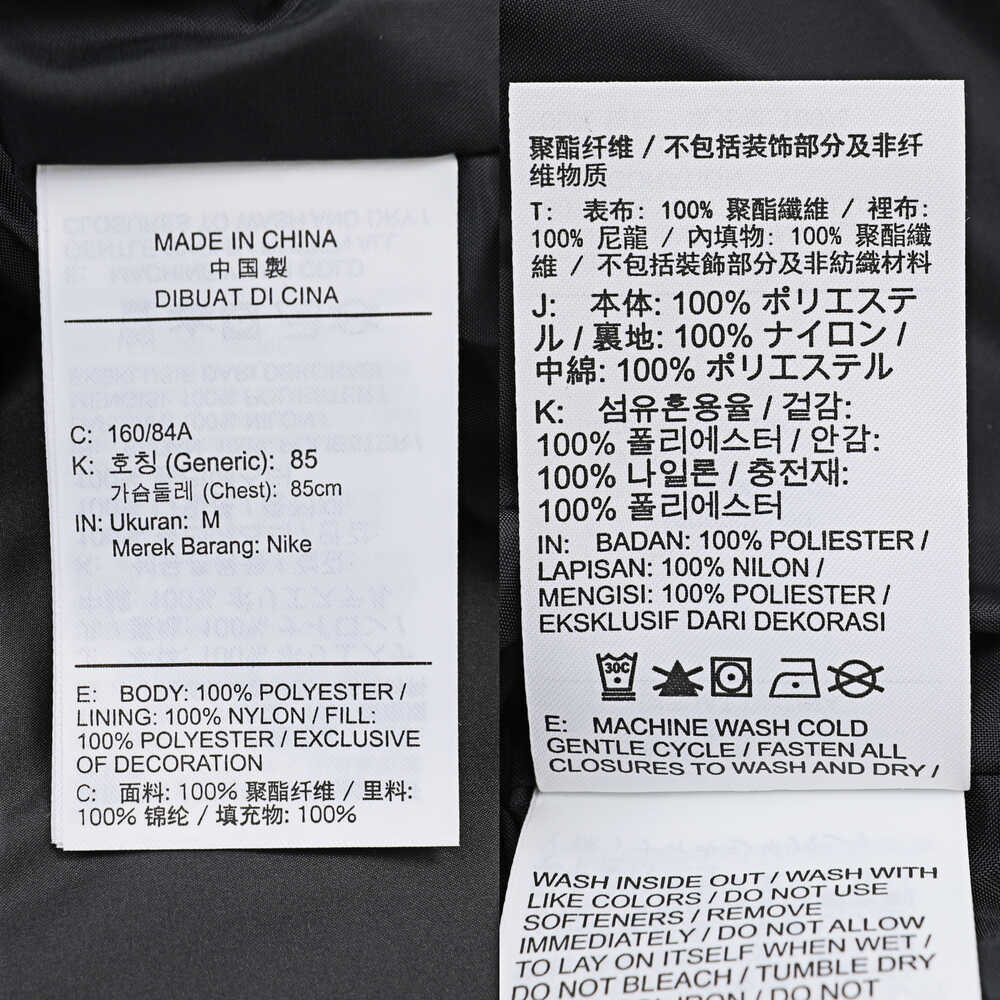 MADE IN CHINA
中国製
DIBUAT DI CINA
C: 160/84A
K: 호칭 (Generic): 85
가슴둘레 (Chest): 85cm
IN: Ukuran: M
Merek Barang: Nike
E: BODY: 100% POLYESTER /
LINING: 100% NYLON / FILL:
100% POLYESTER / EXCLUSIVE
OF DECORATION
C: 面料: 100% 聚酯纤维 / 里料:
100% 锦纶 / 填充物: 100%
聚酯纤维 / 不包括装饰部分及非纤
维物质
T: 表布: 100% 聚酯纖維 / 裡布:
100% 尼龍 / 內填物: 100% 聚酯纖
維 / 不包括裝飾部分及非紡織材料
J: 本体: 100% ポリエステ
ル / 裏地: 100% ナイロン /
中綿: 100% ポリエステル
K: 섬유혼용율 / 겉감:
100% 폴리에스터 / 안감:
100% 나일론 / 충전재:
100% 폴리에스터
IN: BADAN: 100% POLIESTER /
LAPISAN: 100% NILON /
MENGISI: 100% POLIESTER /
EKSKLUSIF DARI DEKORASI
30C
E: MACHINE WASH COLD
GENTLE CYCLE / FASTEN ALL
CLOSURES TO WASH AND DRY /
WASH INSIDE OUT / WASH WITH
LIKE COLORS / DO NOT USE
SOFTENERS / REMOVE
IMMEDIATELY / DO NOT ALLOW
TO LAY ON ITSELF WHEN WET /
DO NOT BLEACH / TUMBLE DRY
IRON / DO NOT